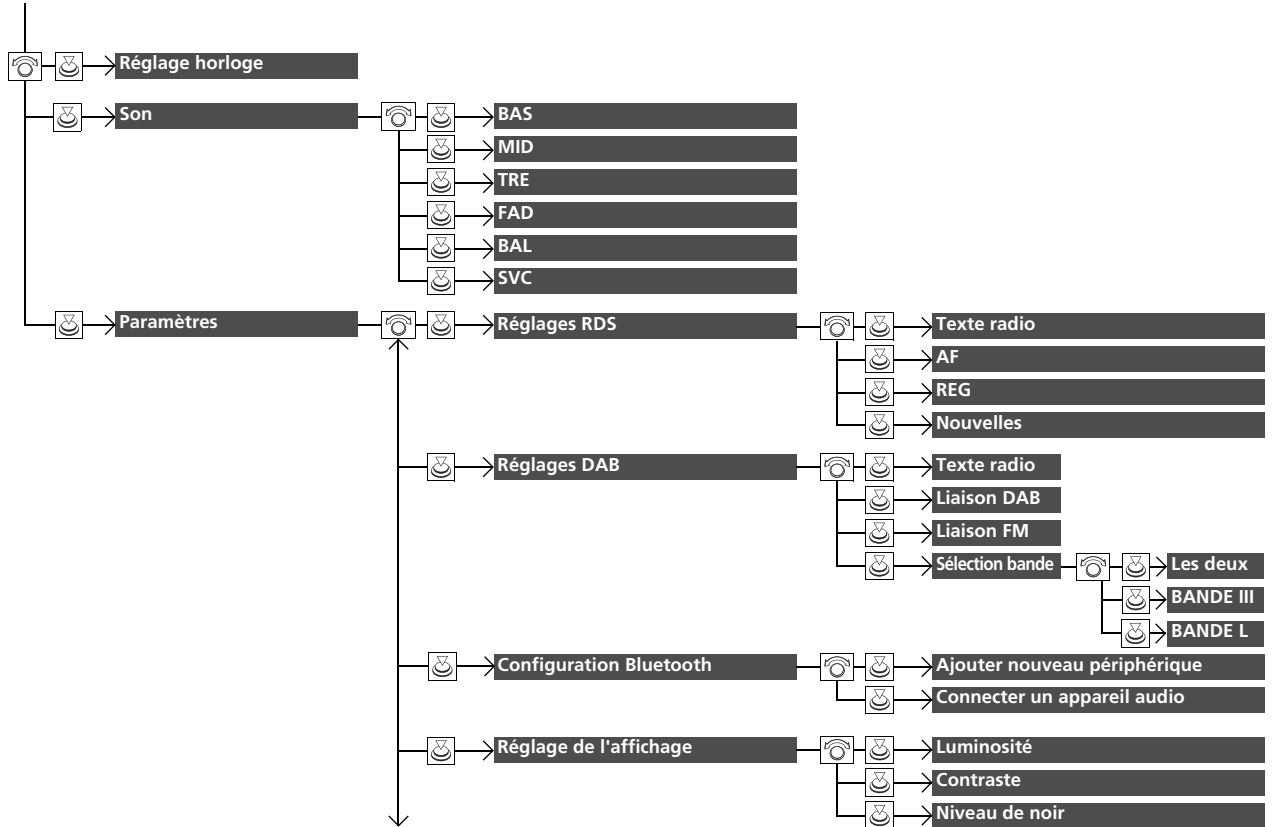 Réglage horloge
Son
BAS
MID
TRE
FAD
BAL
SVC
Paramètres
Réglages RDS
Texte radio
AF
REG
Nouvelles
Réglages DAB
Texte radio
Liaison DAB
Liaison FM
Sélection bande
Les deux
BANDE III
BANDE L
Configuration Bluetooth
Ajouter nouveau périphérique
Connecter un appareil audio
Réglage de l'affichage
Luminosité
Contraste
Niveau de noir